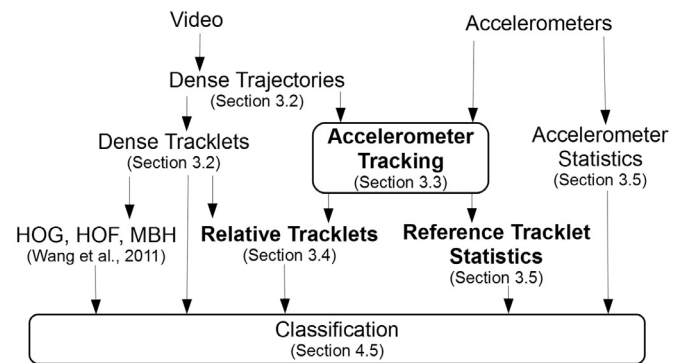 Video
Accelerometers
Dense Trajectories
(Section 3.2)
Accelerometer
Tracking
(Section 3.3)
Accelerometer
Statistics
(Section 3.5)
Dense Tracklets
(Section 3.2)
HOG, HOF, MBH
(Wang et al., 2011)
Relative Tracklets
(Section 3.4)
Reference Tracklet
Statistics
(Section 3.5)
Classification
(Section 4.5)